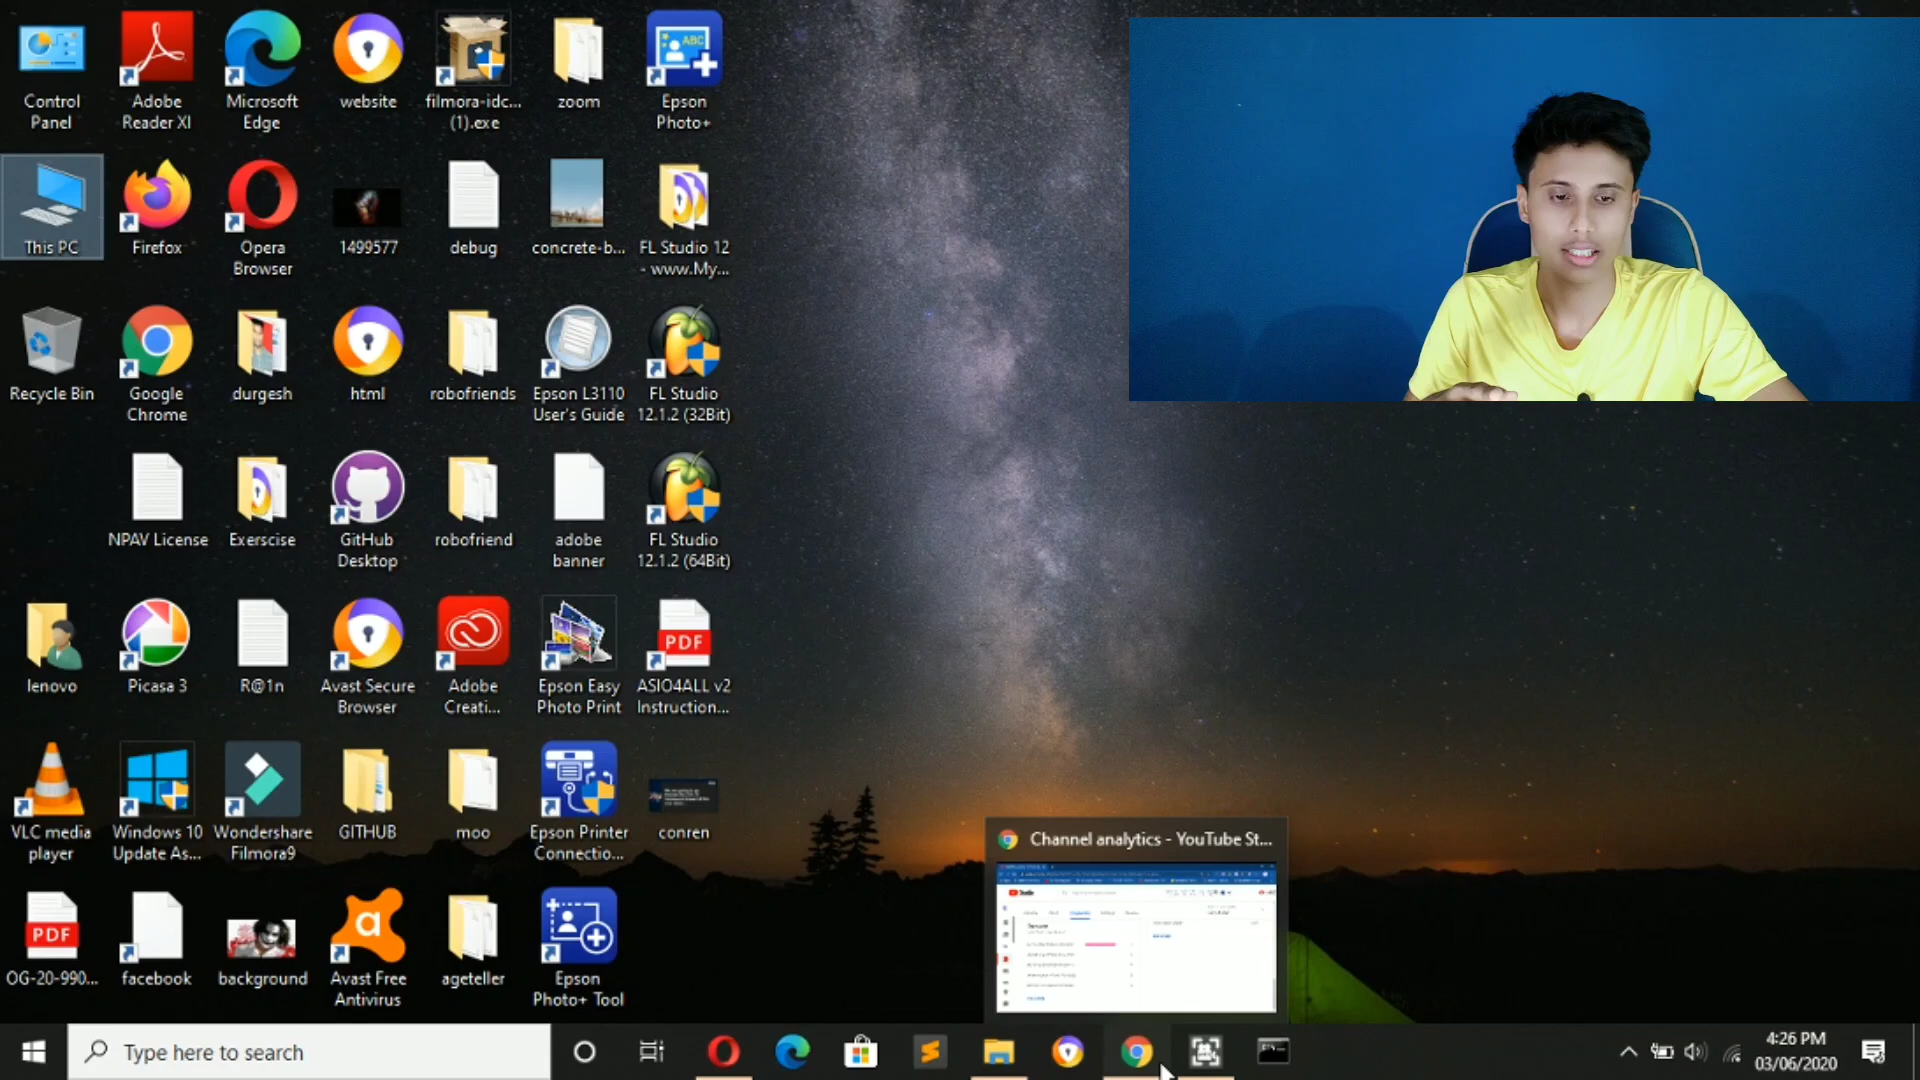 Control
Panel
Adobe
Reader XI
Microsoft
Edge
website
filmora-idc...
(1).exe
zoom
ABC
Epson
Photo+
This PC
Firefox
Opera
Browser
1499577
debug
concrete-b...
FL Studio 12
- www.My...
Recycle Bin
Google
Chrome
durgesh
html
robofriends
Epson L3110
User's Guide
FL Studio
12.1.2 (32Bit)
NPAV License
Exerscise
GitHub
Desktop
robofriend
adobe
banner
FL Studio
12.1.2 (64Bit)
lenovo
Picasa 3
R@1n
Avast Secure
Browser
Adobe
Creati...
Epson Easy
Photo Print
PDF
ASIO4ALL v2
Instruction...
VLC media
player
Windows 10
Update As...
Wondershare
Filmora9
GITHUB
moo
Epson Printer
Connectio...
conren
PDF
OG-20-990...
facebook
background
Avast Free
Antivirus
ageteller
Epson
Photo+ Tool
Channel analytics - YouTube St...
Type here to search
4:26 PM
03/06/2020